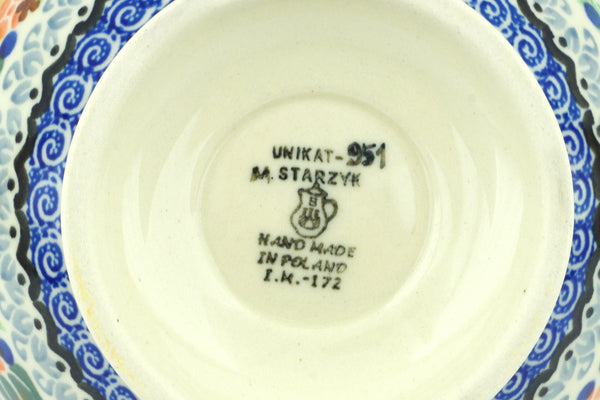 UNIKAT-951
M. STARZYK
B
HAND MADE
IN POLAND
I.M.-172